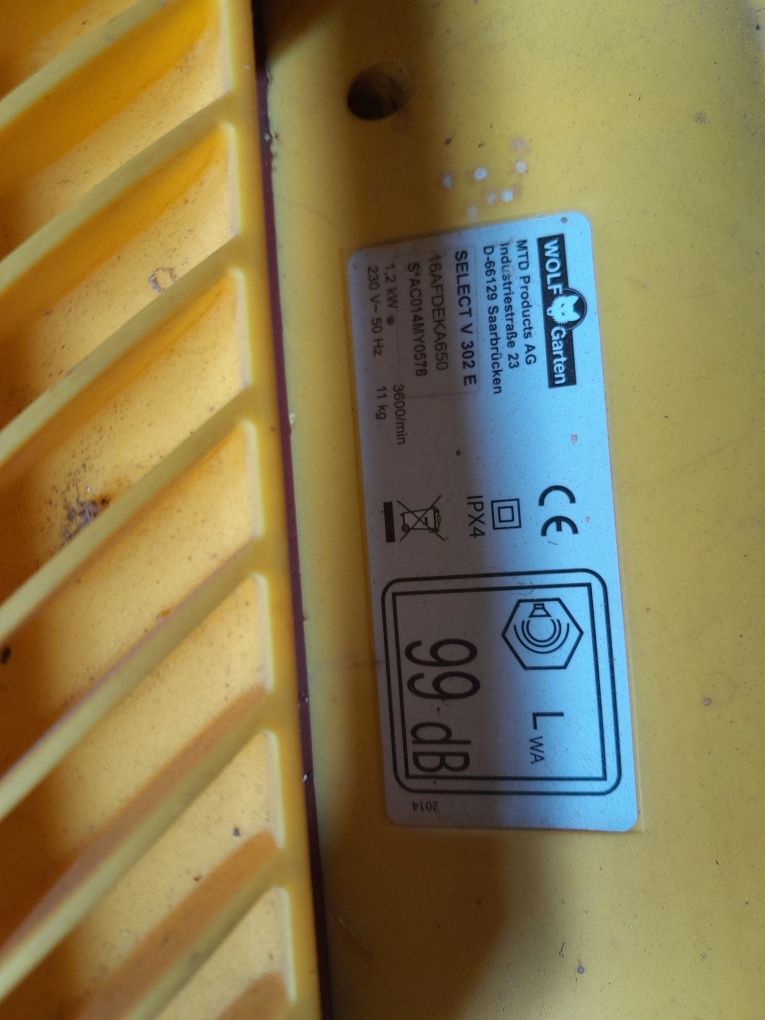 WOLF Garten
MTD Products AG
Industriestraße 23
D-66129 Saarbrücken
SELECT V 302 E
16AFDEKA650
S*AC014MY0578
1,2 kW 3600/min
230 V~ 50 Hz 11 kg
CE
IPX4
LWA
99 dB
2014